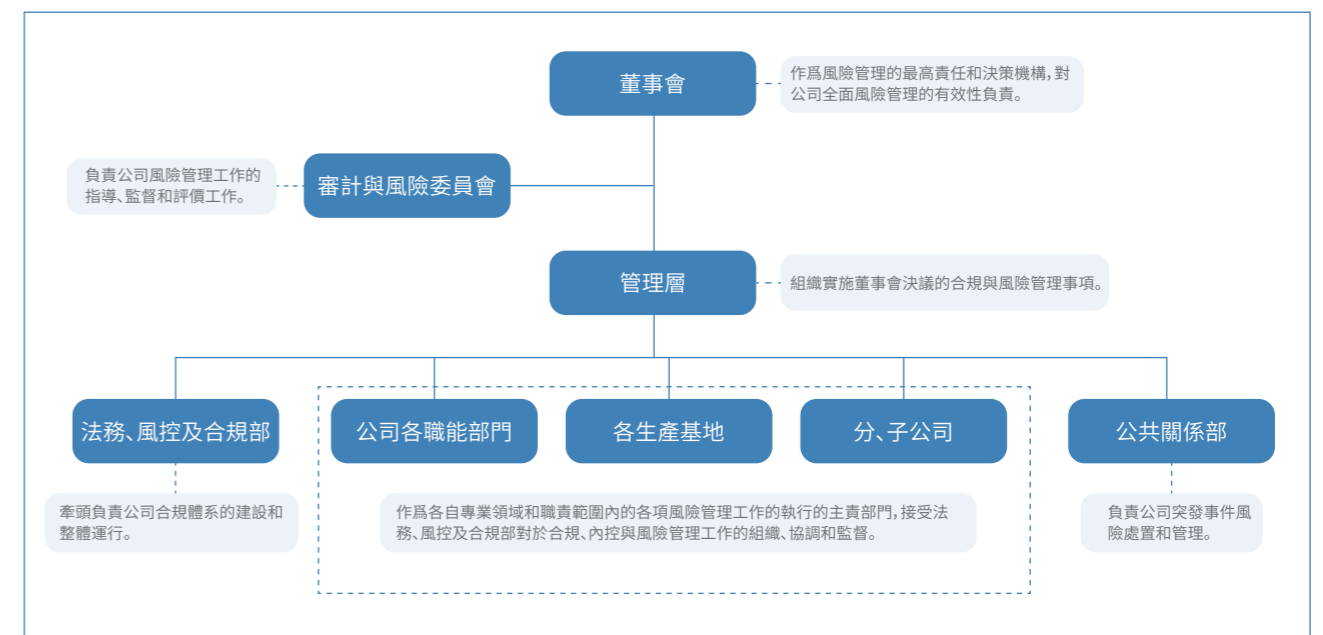 董事會
作爲風險管理的最高責任和決策機構，對
公司全面風險管理的有效性負責。
負責公司風險管理工作的
指導、監督和評價工作。
審計與風險委員會
管理層
組織實施董事會決議的合規與風險管理事項。
法務、風控及合規部
公司各職能部門
各生產基地
分、子公司
公共關係部
牽頭負責公司合規體系的建設和
整體運行。
作爲各自專業領域和職責範圍內的各項風險管理工作的執行的主責部門，接受法
務、風控及合規部對於合規、內控與風險管理工作的組織、協調和監督。
負責公司突發事件風
險處置和管理。